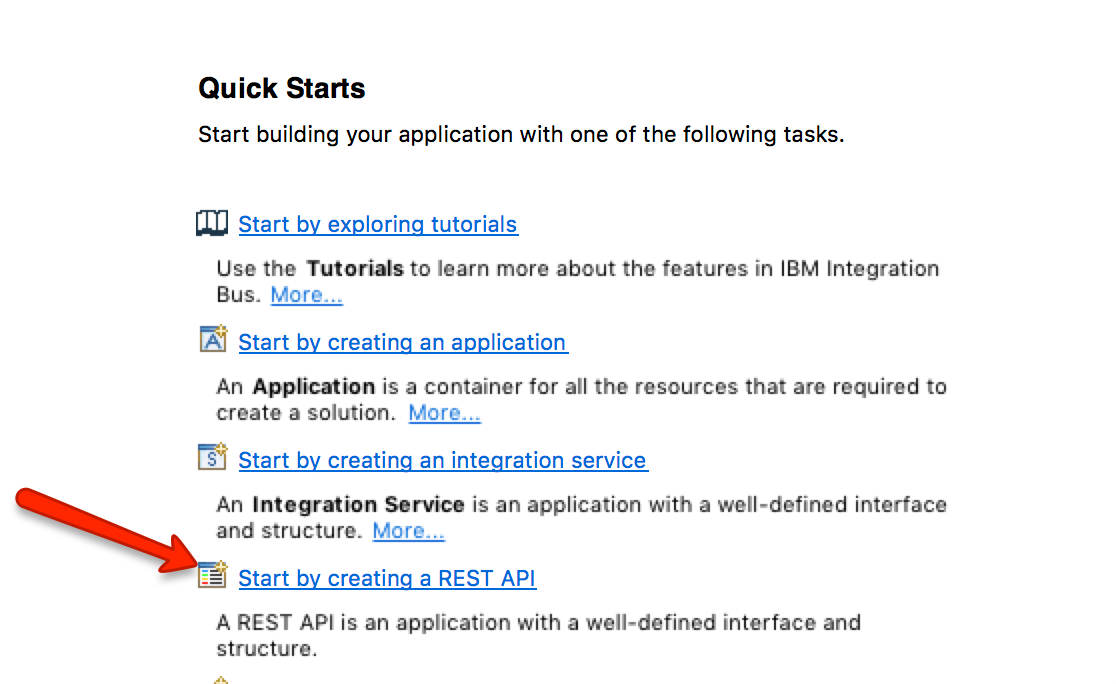 Quick Starts
Start building your application with one of the following tasks.
Start by exploring tutorials
Use the Tutorials to learn more about the features in IBM Integration
Bus. More...
Start by creating an application
An Application is a container for all the resources that are required to
create a solution. More...
Start by creating an integration service
An Integration Service is an application with a well-defined interface
and structure. More...
Start by creating a REST API
A REST API is an application with a well-defined interface and
structure.